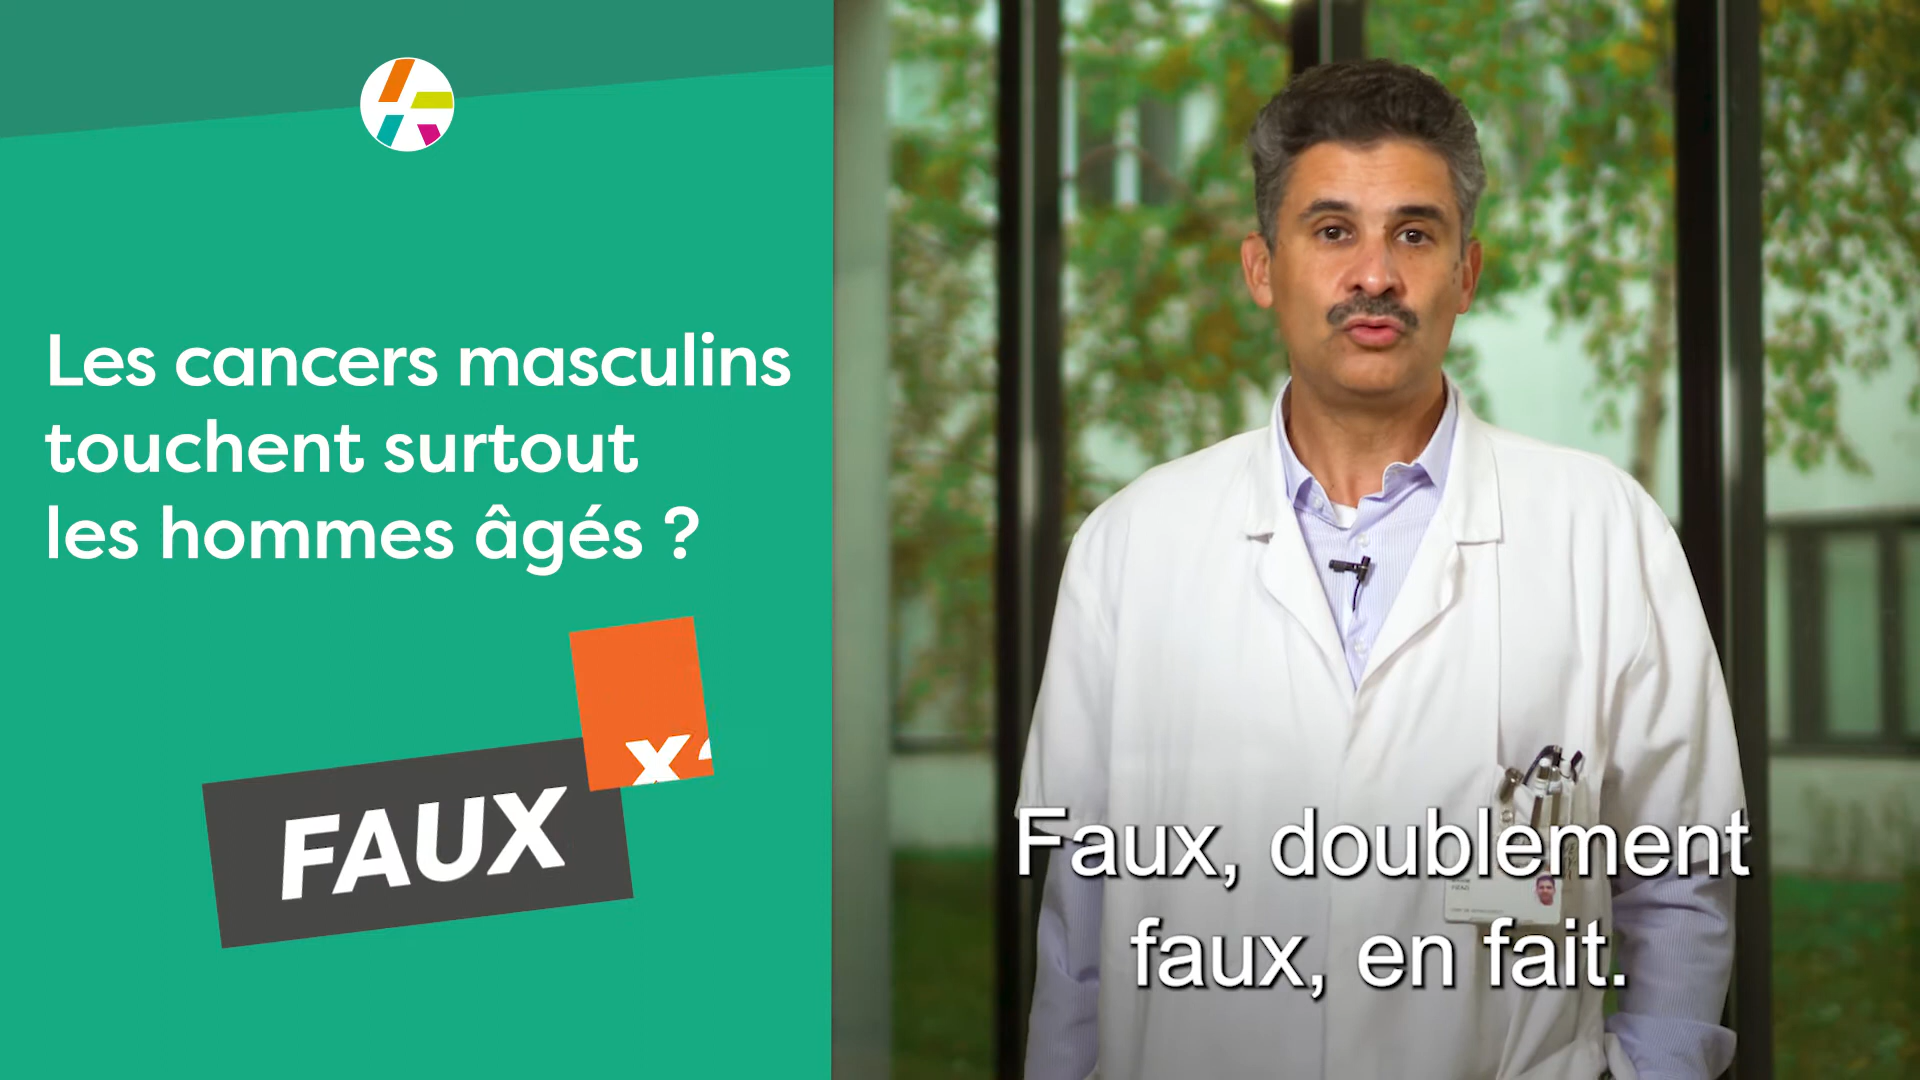 Les cancers masculins
touchent surtout
les hommes âgés ?
FAUX
Faux, doublement
faux, en fait.